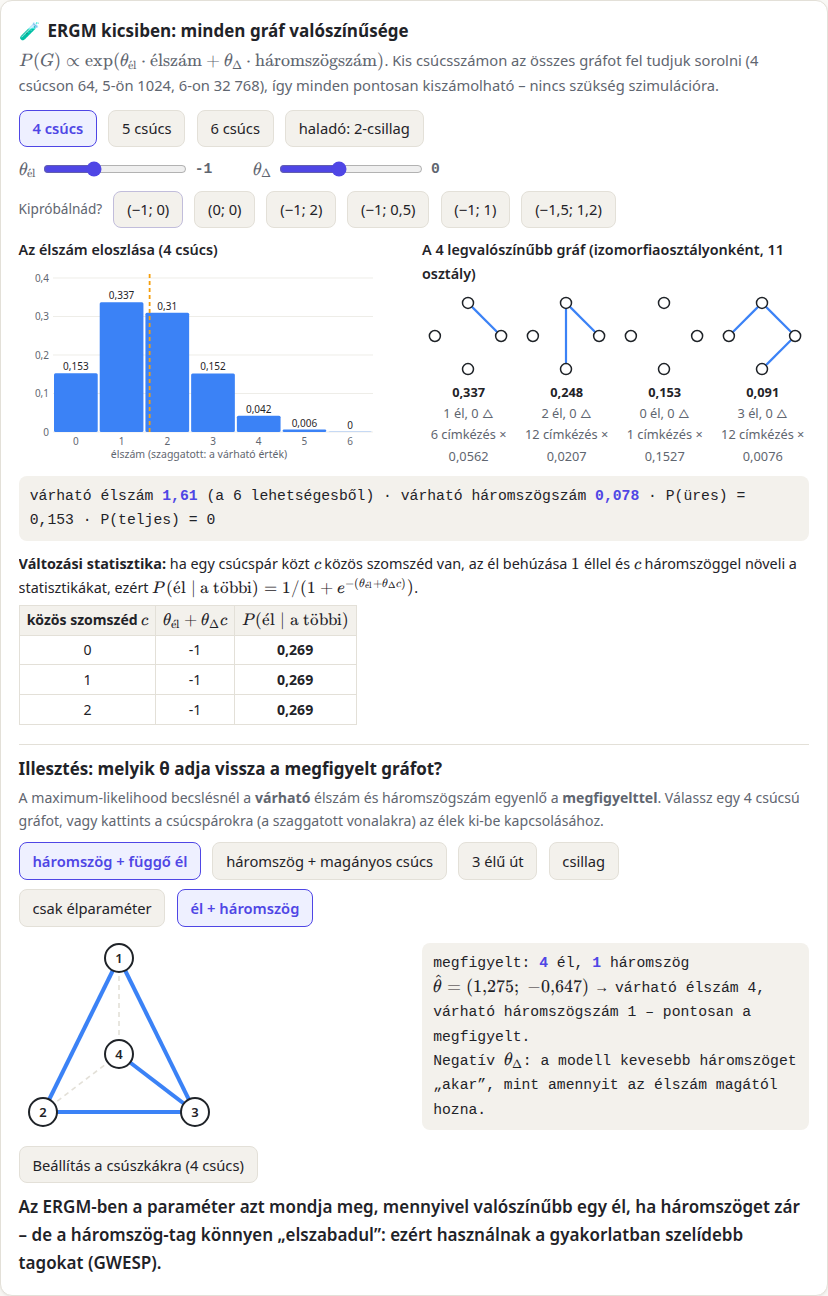 🧪 ERGM kicsiben: minden gráf valószínűsége
P(G) ∝ exp(θ_él · élszám + θ_Δ · háromszögszám). Kis csúcsszámon az összes gráfot fel tudjuk sorolni (4
csúcson 64, 5-ön 1024, 6-on 32 768), így minden pontosan kiszámolható – nincs szükség szimulációra.
4 csúcs 5 csúcs 6 csúcs haladó: 2-csillag
θ_él -1 θ_Δ 0
Kipróbálnád? (−1; 0) (0; 0) (−1; 2) (−1; 0,5) (−1; 1) (−1,5; 1,2)
Az élszám eloszlása (4 csúcs)
0,4
0,3
0,2
0,1
0
0,153 0,337 0,31 0,152 0,042 0,006 0
0 1 2 3 4 5 6
élszám (szaggatott: a várható érték)
A 4 legvalószínűbb gráf (izomorfiaosztályonként, 11
osztály)
0,337 0,248 0,153 0,091
1 él, 0 △ 2 él, 0 △ 0 él, 0 △ 3 él, 0 △
6 címkézés × 12 címkézés × 1 címkézés × 12 címkézés ×
0,0562 0,0207 0,1527 0,0076
várható élszám 1,61 (a 6 lehetségesből) · várható háromszögszám 0,078 · P(üres) =
0,153 · P(teljes) = 0
Változási statisztika: ha egy csúcspár közt c közös szomszéd van, az él behúzása 1 éllel és c háromszöggel növeli a
statisztikákat, ezért P(él | a többi) = 1/(1 + e^{−(θ_él+θ_Δc)}).
közös szomszéd c θ_él + θ_Δc P(él | a többi)
0 -1 0,269
1 -1 0,269
2 -1 0,269
Illesztés: melyik θ adja vissza a megfigyelt gráfot?
A maximum-likelihood becslésnél a várható élszám és háromszögszám egyenlő a megfigyelttel. Válassz egy 4 csúcsú
gráfot, vagy kattints a csúcspárokra (a szaggatott vonalakra) az élek ki-be kapcsolásához.
háromszög + függő él háromszög + magányos csúcs 3 élű út csillag
csak élparaméter él + háromszög
1
4
2 3
megfigyelt: 4 él, 1 háromszög
θ̂ = (1,275; −0,647) → várható élszám 4,
várható háromszögszám 1 – pontosan a
megfigyelt.
Negatív θ_Δ: a modell kevesebb háromszöget
„akar”, mint amennyit az élszám magától
hozna.
Beállítás a csúszkákra (4 csúcs)
Az ERGM-ben a paraméter azt mondja meg, mennyivel valószínűbb egy él, ha háromszöget zár
– de a háromszög-tag könnyen „elszabadul”: ezért használnak a gyakorlatban szelídebb
tagokat (GWESP).